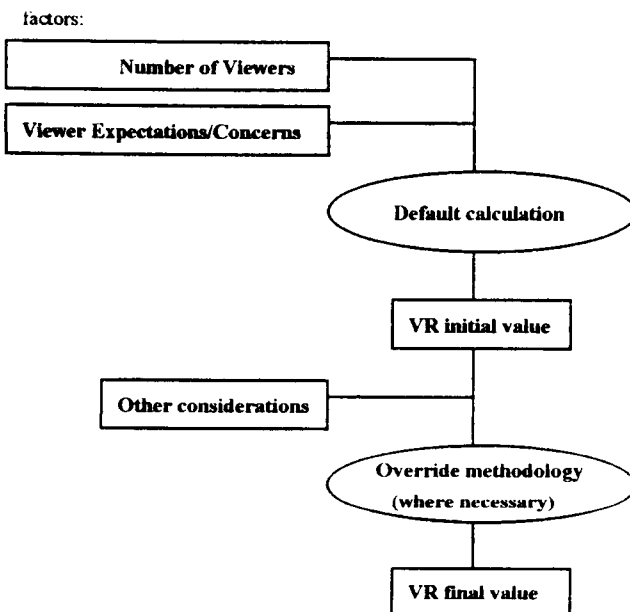 factors:
Number of Viewers
Viewer Expectations/Concerns
Default calculation
VR initial value
Other considerations
Override methodology
(where necessary)
VR final value